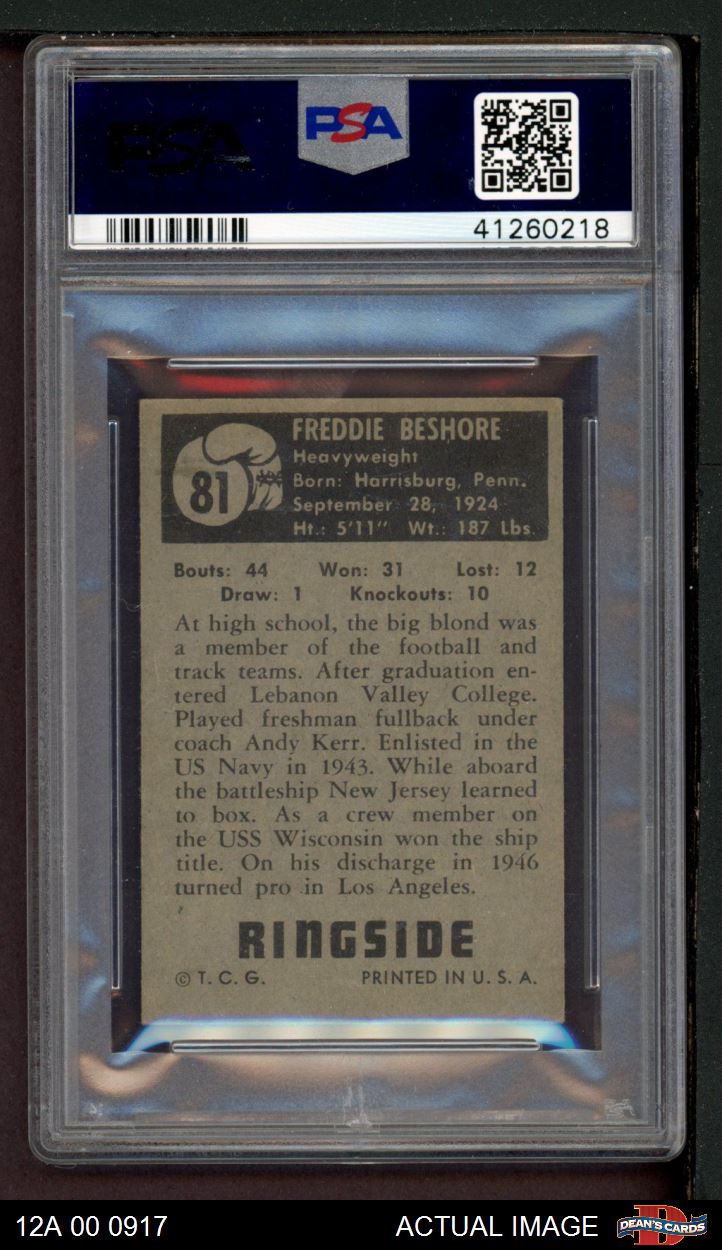 PSA
PSA
41260218
81
FREDDIE BESHORE
Heavyweight
Born: Harrisburg, Penn.
September 28, 1924
Ht.: 5'11" Wt.: 187 Lbs.
Bouts: 44 Won: 31 Lost: 12
Draw: 1 Knockouts: 10
At high school, the big blond was
a member of the football and
track teams. After graduation en-
tered Lebanon Valley College.
Played freshman fullback under
coach Andy Kerr. Enlisted in the
US Navy in 1943. While aboard
the battleship New Jersey learned
to box. As a crew member on
the USS Wisconsin won the ship
title. On his discharge in 1946
turned pro in Los Angeles.
RINGSIDE
© T. C. G. PRINTED IN U. S. A.
12A 00 0917 ACTUAL IMAGE D DEAN'S CARDS